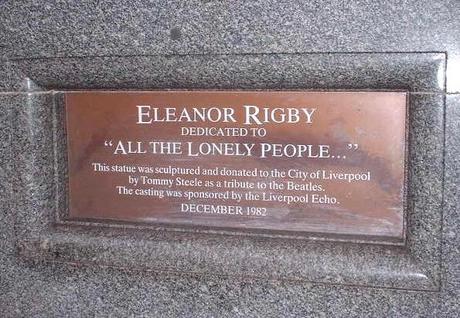 ELEANOR RIGBY
DEDICATED TO
“ALL THE LONELY PEOPLE...”
This statue was sculptured and donated to the City of Liverpool
by Tommy Steele as a tribute to the Beatles.
The casting was sponsored by the Liverpool Echo.
DECEMBER 1982